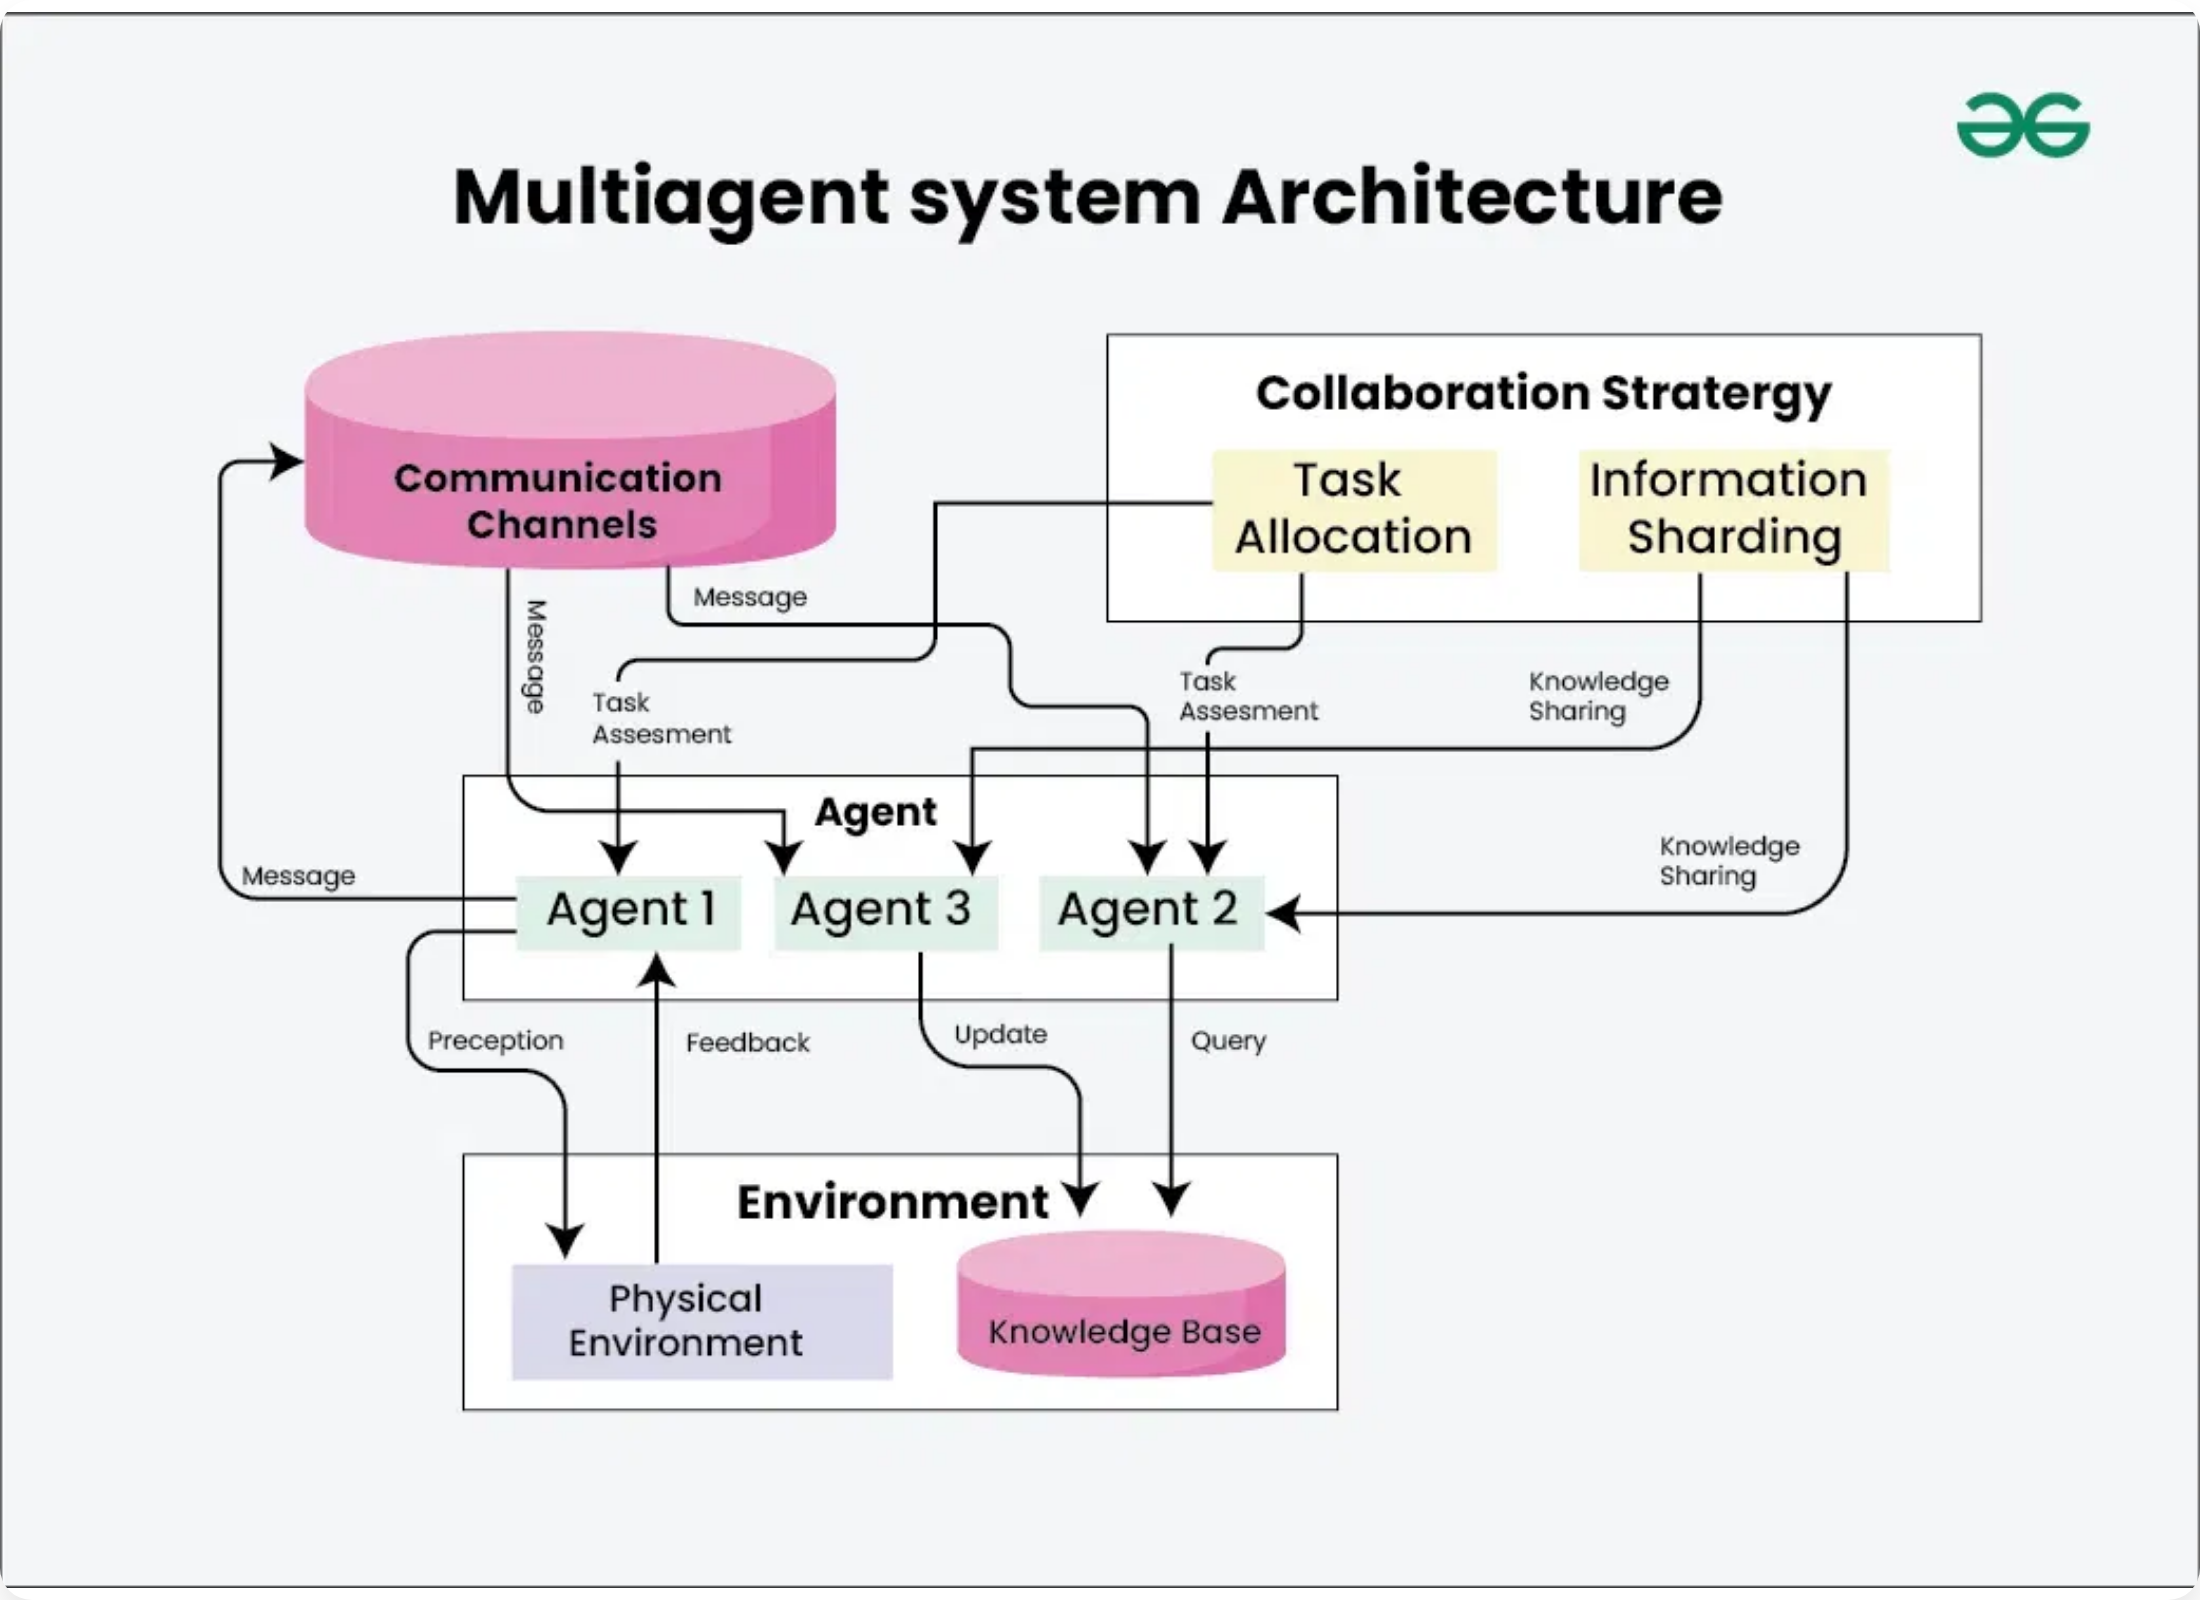 Multiagent system Architecture
Communication
Channels
Collaboration Stratergy
Task
Allocation
Information
Sharding
Message
Message
Task
Assesment
Task
Assesment
Knowledge
Sharing
Knowledge
Sharing
Message
Agent
Agent 1
Agent 3
Agent 2
Preception
Feedback
Update
Query
Environment
Physical
Environment
Knowledge Base